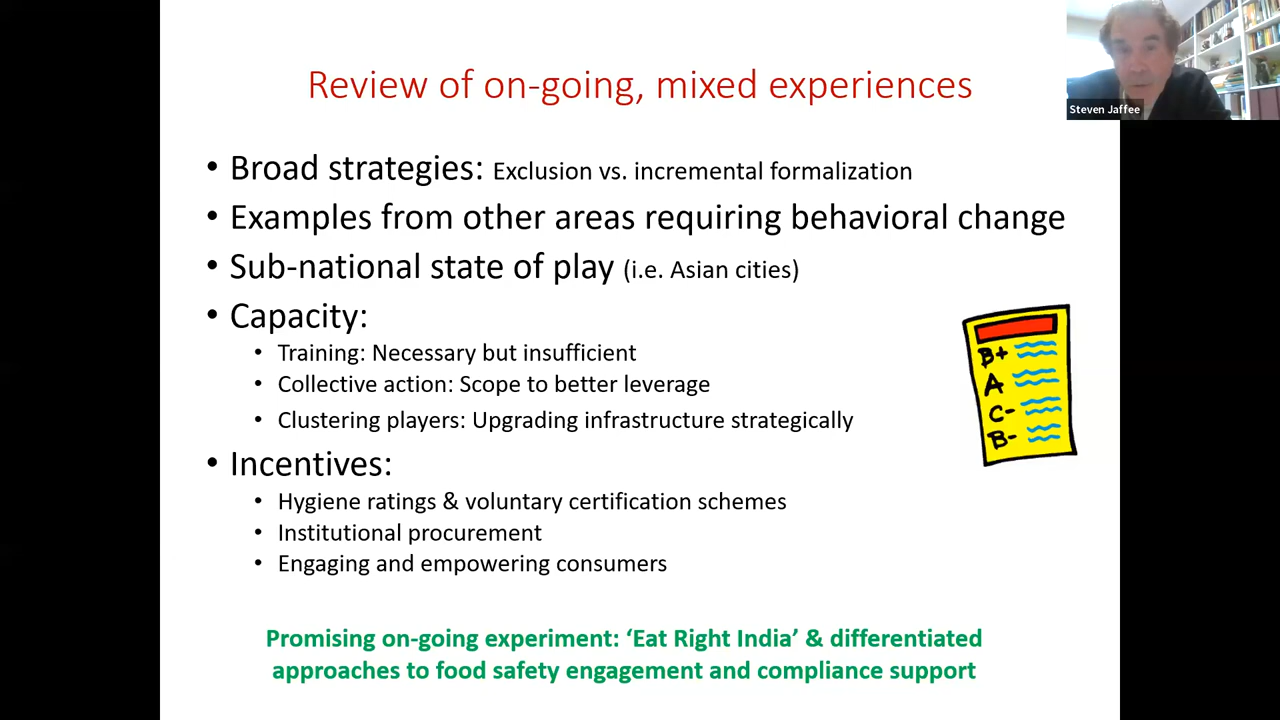 Review of on-going, mixed experiences
Steven Jaffee
• Broad strategies: Exclusion vs. incremental formalization
• Examples from other areas requiring behavioral change
• Sub-national state of play (i.e. Asian cities)
• Capacity:
• Training: Necessary but insufficient
• Collective action: Scope to better leverage
• Clustering players: Upgrading infrastructure strategically
B+
A
C-
B-
• Incentives:
• Hygiene ratings & voluntary certification schemes
• Institutional procurement
• Engaging and empowering consumers
Promising on-going experiment: ‘Eat Right India’ & differentiated
approaches to food safety engagement and compliance support